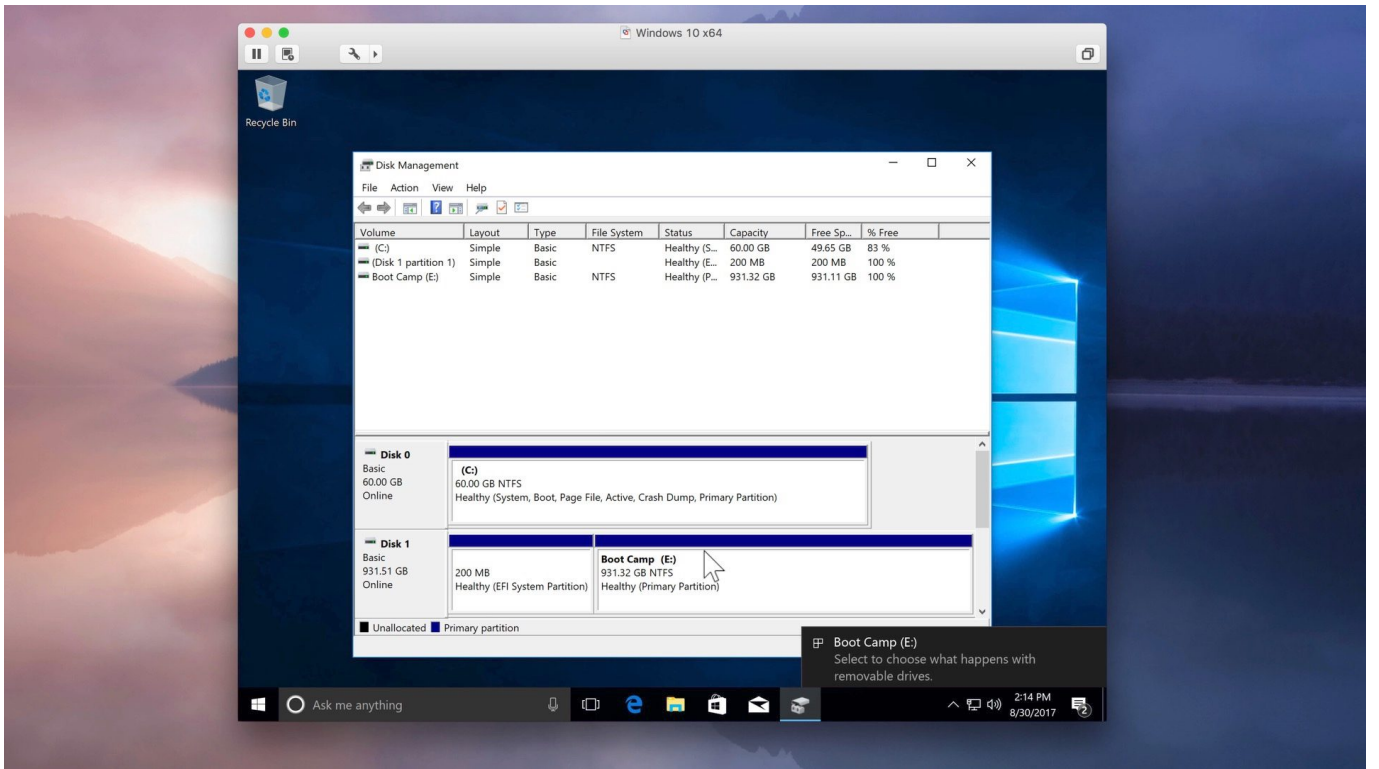 Windows 10 x64
Recycle Bin
Disk Management
File Action View Help
Volume Layout Type File System Status Capacity Free Sp... % Free
(C:) Simple Basic NTFS Healthy (S... 60.00 GB 49.65 GB 83 %
(Disk 1 partition 1) Simple Basic Healthy (E... 200 MB 200 MB 100 %
Boot Camp (E:) Simple Basic NTFS Healthy (P... 931.32 GB 931.11 GB 100 %
Disk 0
Basic
60.00 GB
Online
(C:)
60.00 GB NTFS
Healthy (System, Boot, Page File, Active, Crash Dump, Primary Partition)
Disk 1
Basic
931.51 GB
Online
200 MB
Healthy (EFI System Partition)
Boot Camp (E:)
931.32 GB NTFS
Healthy (Primary Partition)
Unallocated Primary partition
Boot Camp (E:)
Select to choose what happens with
removable drives.
Ask me anything
2:14 PM
8/30/2017
2